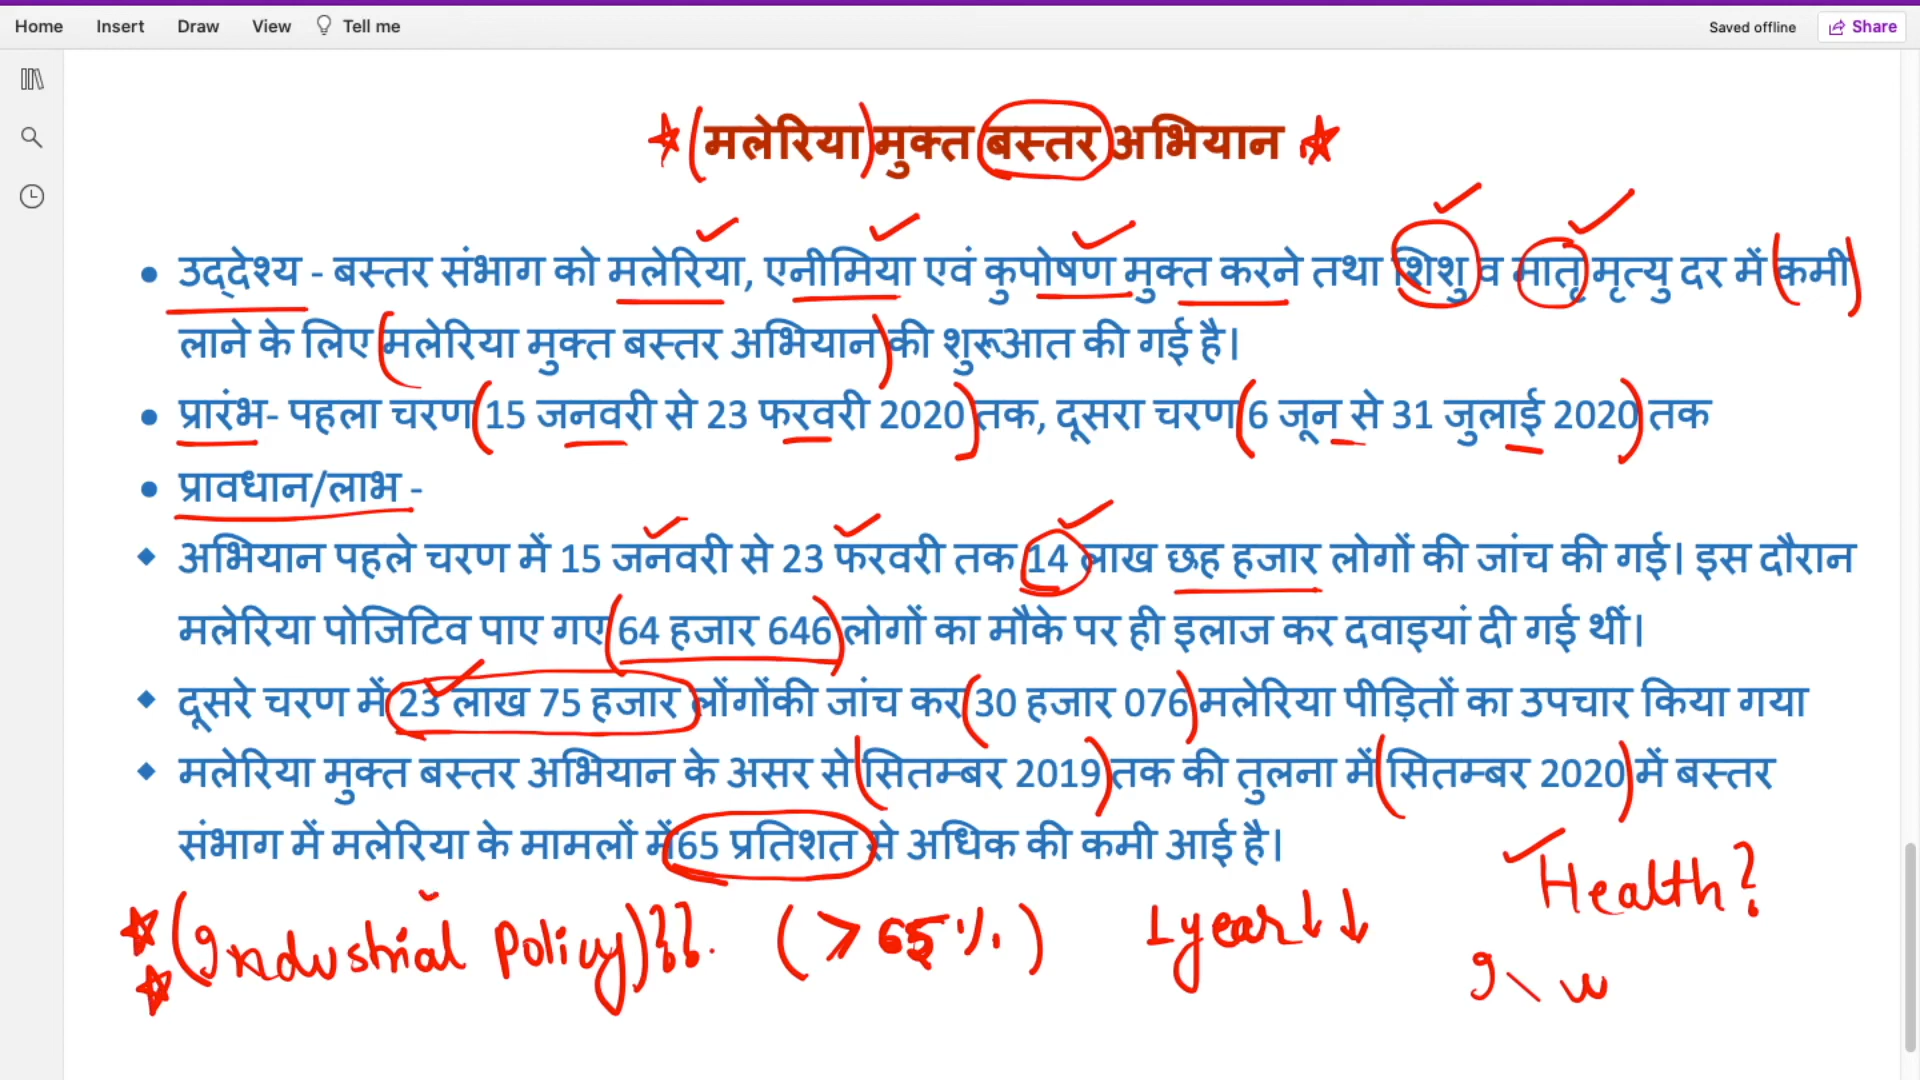 Home Insert Draw View Tell me Saved offline Share
मलेरिया मुक्त बस्तर अभियान
• उद्देश्य - बस्तर संभाग को मलेरिया, एनीमिया एवं कुपोषण मुक्त करने तथा शिशु व मातृ मृत्यु दर में कमी
लाने के लिए मलेरिया मुक्त बस्तर अभियान की शुरूआत की गई है।
• प्रारंभ- पहला चरण 15 जनवरी से 23 फरवरी 2020 तक, दूसरा चरण 6 जून से 31 जुलाई 2020 तक
• प्रावधान/लाभ -
◆ अभियान पहले चरण में 15 जनवरी से 23 फरवरी तक 14 लाख छह हजार लोगों की जांच की गई। इस दौरान
मलेरिया पोजिटिव पाए गए 64 हजार 646 लोगों का मौके पर ही इलाज कर दवाइयां दी गई थीं।
◆ दूसरे चरण में 23 लाख 75 हजार लोंगोंकी जांच कर 30 हजार 076 मलेरिया पीड़ितों का उपचार किया गया
◆ मलेरिया मुक्त बस्तर अभियान के असर से सितम्बर 2019 तक की तुलना में सितम्बर 2020 में बस्तर
संभाग में मलेरिया के मामलों में 65 प्रतिशत से अधिक की कमी आई है।
Health?
(Industrial Policy) (>65%) 1year↓↓